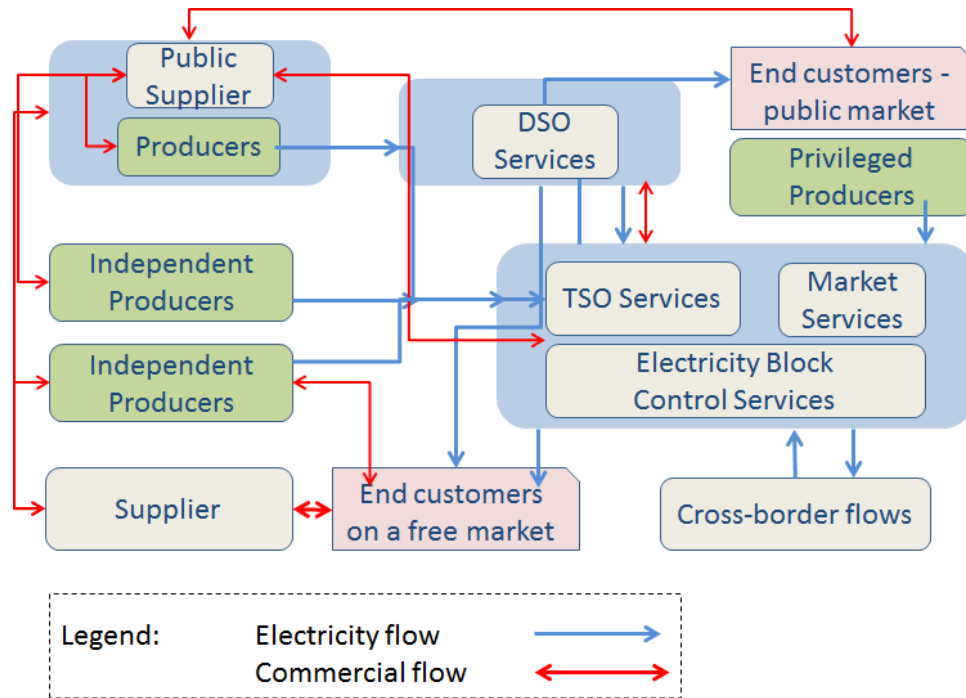 Public
Supplier
Producers
DSO
Services
End customers -
public market
Privileged
Producers
Independent
Producers
TSO Services
Market
Services
Independent
Producers
Electricity Block
Control Services
Supplier
End customers
on a free market
Cross-border flows
Legend:
Electricity flow
Commercial flow